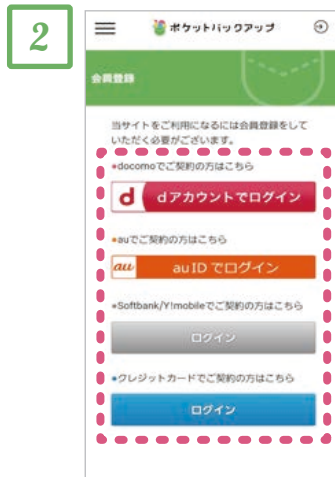 2
ポケットバックアップ
会員登録
当サイトをご利用になるには会員登録をして
いただく必要がございます。
●docomoでご契約の方はこちら
d dアカウントでログイン
●auでご契約の方はこちら
au au ID でログイン
●Softbank/Y!mobileでご契約の方はこちら
ログイン
●クレジットカードでご契約の方はこちら
ログイン